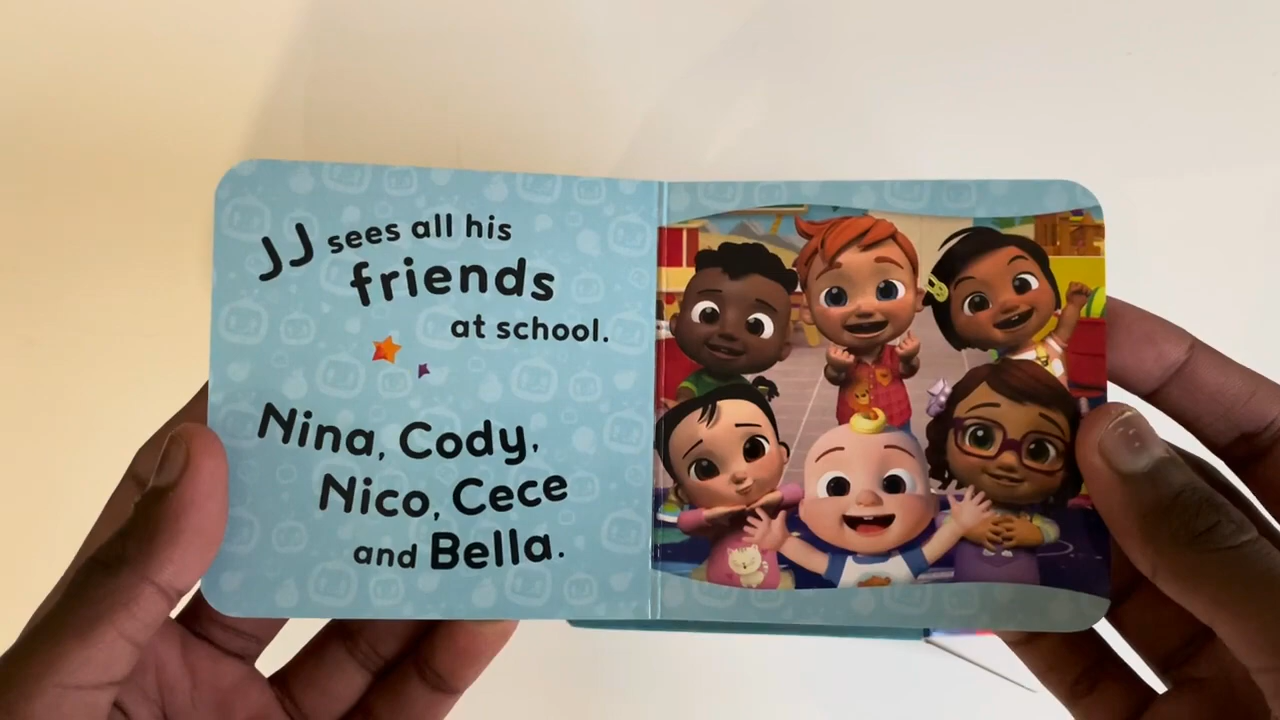 JJ sees all his
friends
at school.
Nina, Cody,
Nico, Cece
and Bella.